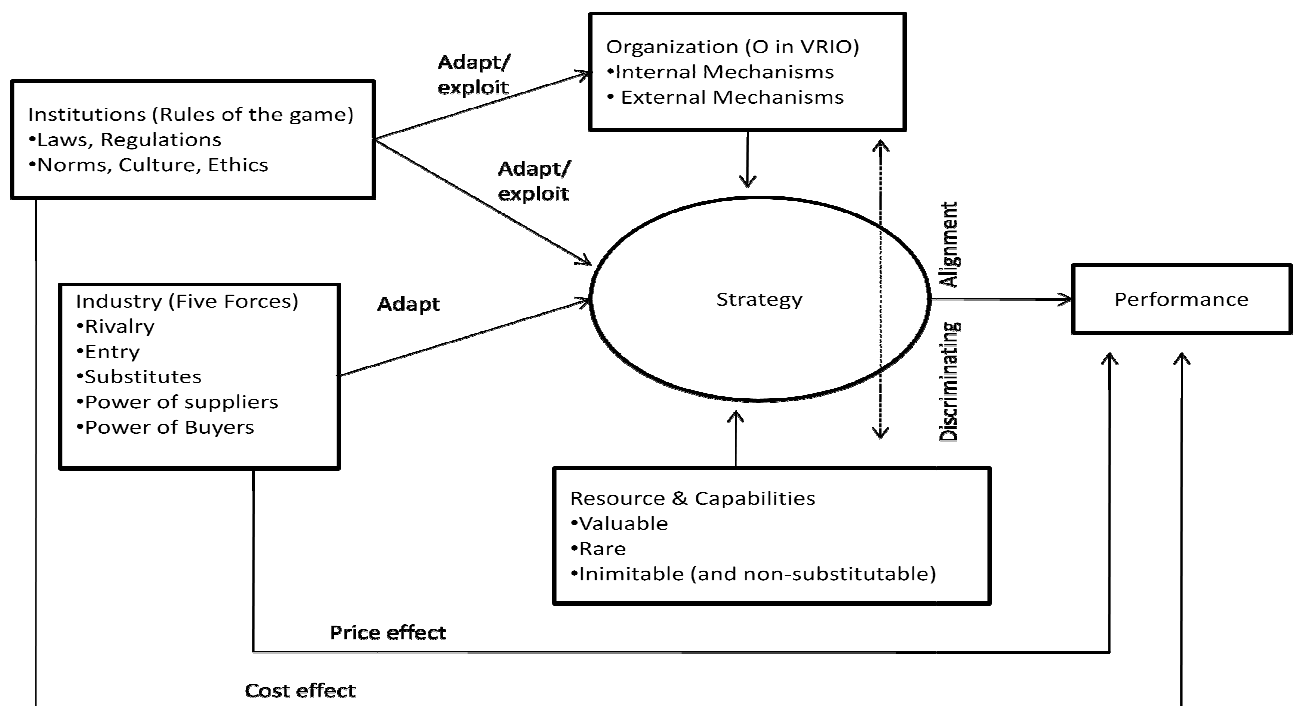 Organization (O in VRIO)
•Internal Mechanisms
• External Mechanisms
Adapt/
exploit
Institutions (Rules of the game)
•Laws, Regulations
•Norms, Culture, Ethics
Adapt/
exploit
Industry (Five Forces)
•Rivalry
•Entry
•Substitutes
•Power of suppliers
•Power of Buyers
Adapt
Strategy
Alignment
Discriminating
Performance
Resource & Capabilities
•Valuable
•Rare
•Inimitable (and non-substitutable)
Price effect
Cost effect